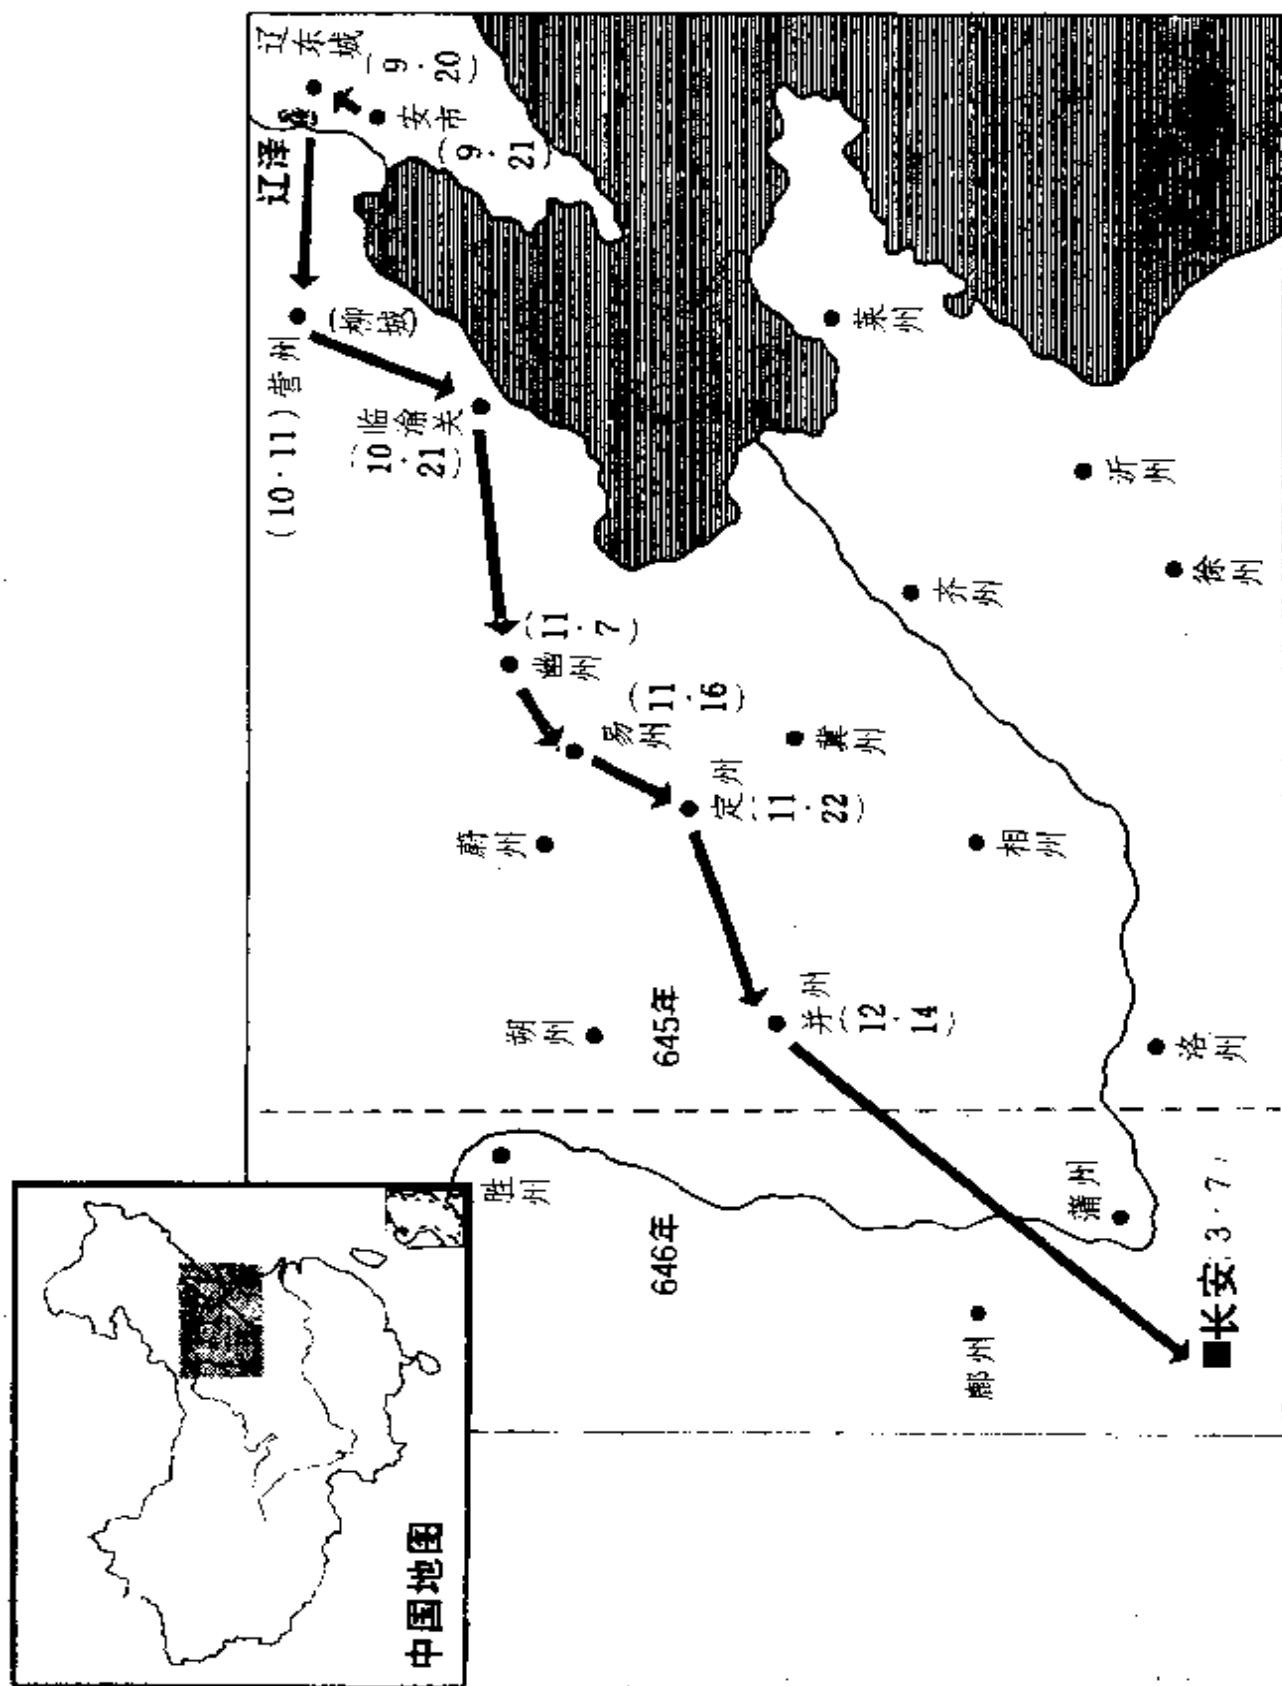 辽东城
(9·20)
安市
(9·21)
辽泽
(柳城)
(10·11)营州
临渝关
(10·21)
莱州
沂州
徐州
齐州
(11·7)
幽州
(11·16)
易州
定州
(11·22)
冀州
蔚州
相州
并州
(12·14)
朔州
645年
洛州
胜州
646年
蒲州
鄜州
长安(3·7)
中国地图